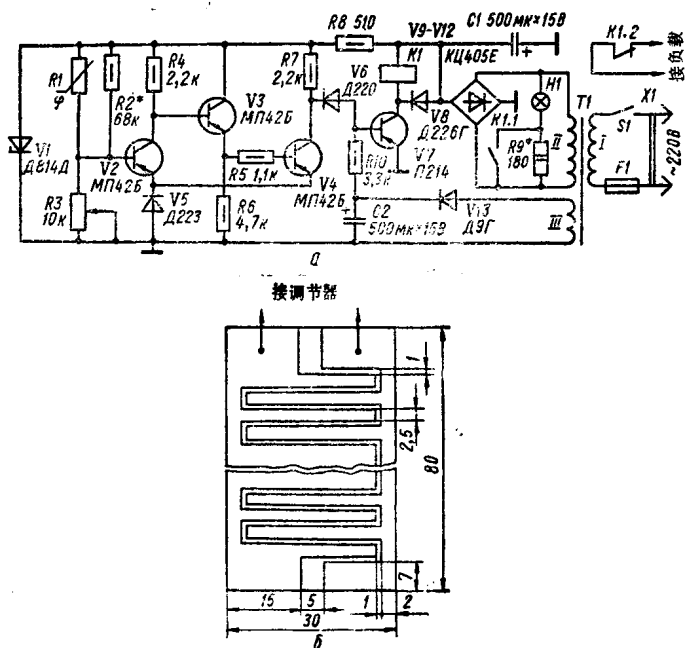 R8 510
V9-V12
C1 500мк×15В
K1.2
接负载
R1
φ
R4
2,2к
R7
2,2к
V6
Д220
K1
КЦ405Е
H1
T1
X1
R2*
68к
V3
МП42Б
V8
Д226Г
K1.1
S1
~220В
V1
Д814Д
V2
МП42Б
R5 1,1к
R10
3,3к
V7
П214
R9*
180
II
I
F1
R3
10к
V5
Д223
R6
4,7к
V4
МП42Б
C2
500мк×15В
V13
Д9Г
III
а
接调节器
1
2,5
80
7
15
5
1
2
30
б